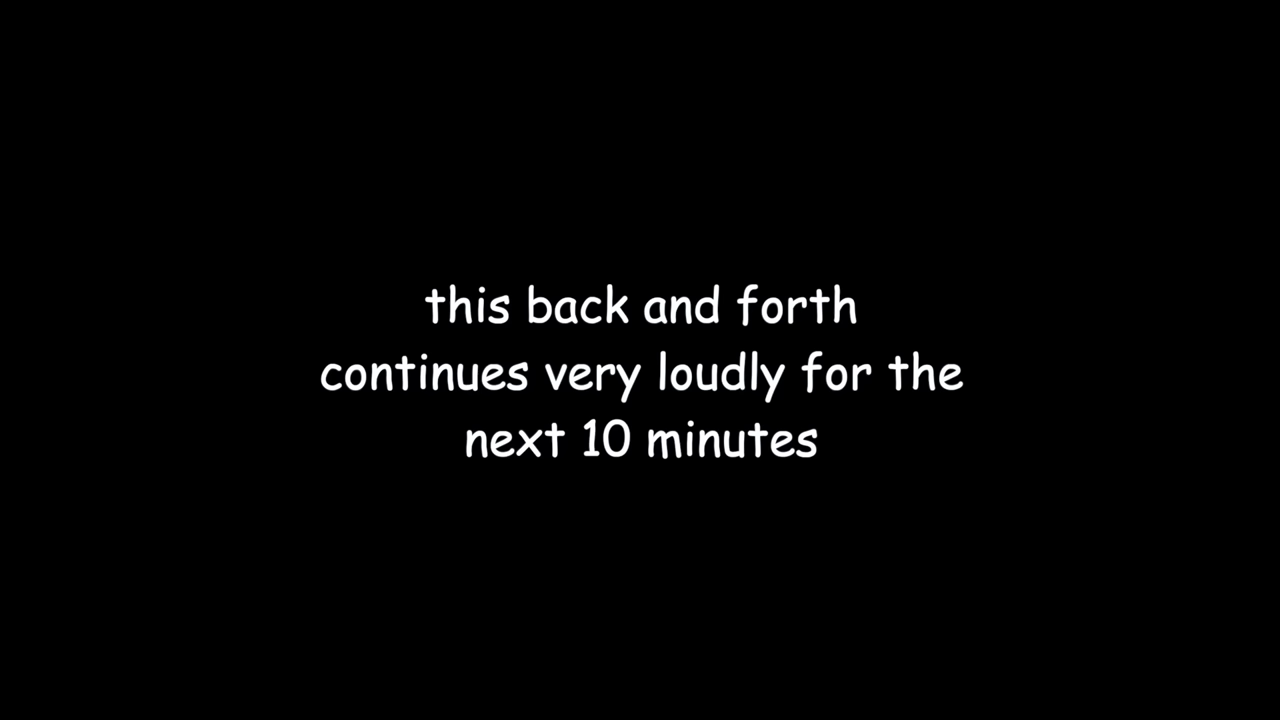 this back and forth
continues very loudly for the
next 10 minutes